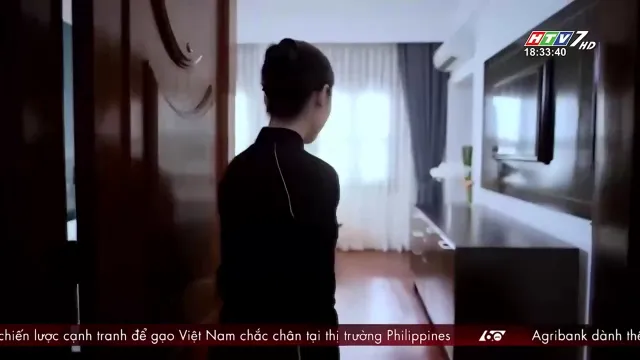 HTV7 HD
18:33:40
chiến lược cạnh tranh để gạo Việt Nam chắc chân tại thị trường Philippines 60 Agribank dành